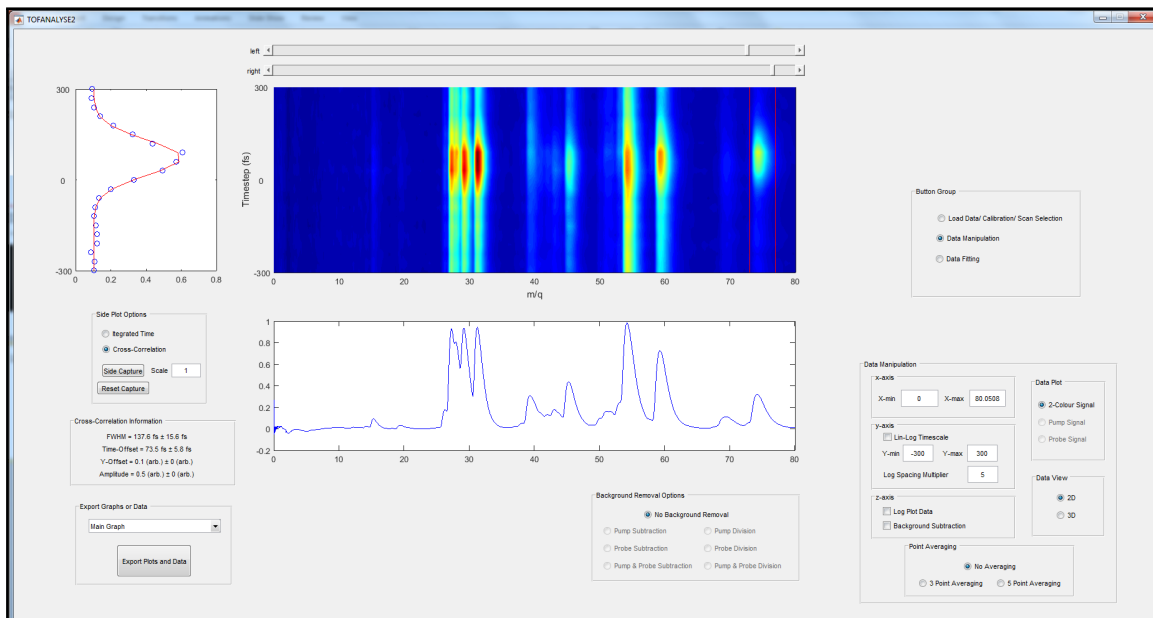 TOFANALYSE2
left
right
300
0
-300
0 0.2 0.4 0.6 0.8
Timestep (fs)
300
0
-300
0 10 20 30 40 50 60 70 80
m/q
1
0.8
0.6
0.4
0.2
0
-0.2
0 10 20 30 40 50 60 70 80
Side Plot Options
Itegrated Time
Cross-Correlation
Side Capture Scale 1
Reset Capture
Cross-Correlation Information
FWHM = 137.6 fs ± 15.6 fs
Time-Offset = 73.5 fs ± 5.8 fs
Y-Offset = 0.1 (arb.) ± 0 (arb.)
Amplitude = 0.5 (arb.) ± 0 (arb.)
Export Graphs or Data
Main Graph
Export Plots and Data
Background Removal Options
No Background Removal
Pump Subtraction Pump Division
Probe Subtraction Probe Division
Pump & Probe Subtraction Pump & Probe Division
Button Group
Load Data/ Calibration/ Scan Selection
Data Manipulation
Data Fitting
Data Manipulation
x-axis
X-min 0 X-max 80.0508
y-axis
Lin-Log Timescale
Y-min -300 Y-max 300
Log Spacing Multiplier 5
z-axis
Log Plot Data
Background Subtraction
Data Plot
2-Colour Signal
Pump Signal
Probe Signal
Data View
2D
3D
Point Averaging
No Averaging
3 Point Averaging 5 Point Averaging